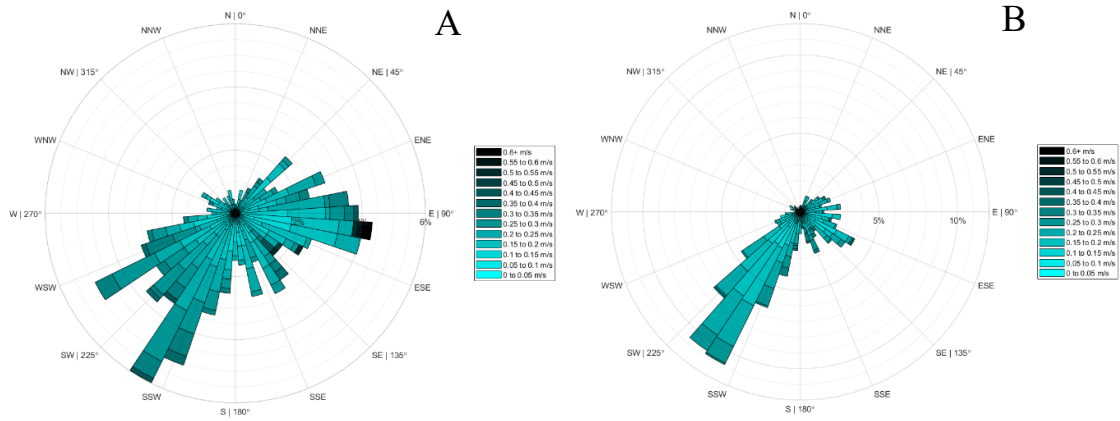 A
N | 0°
NNE
NE | 45°
ENE
E | 90°
ESE
SE | 135°
SSE
S | 180°
SSW
SW | 225°
WSW
W | 270°
WNW
NW | 315°
NNW
2%
6%
0.6+ m/s
0.55 to 0.6 m/s
0.5 to 0.55 m/s
0.45 to 0.5 m/s
0.4 to 0.45 m/s
0.35 to 0.4 m/s
0.3 to 0.35 m/s
0.25 to 0.3 m/s
0.2 to 0.25 m/s
0.15 to 0.2 m/s
0.1 to 0.15 m/s
0.05 to 0.1 m/s
0 to 0.05 m/s
B
N | 0°
NNE
NE | 45°
ENE
E | 90°
ESE
SE | 135°
SSE
S | 180°
SSW
SW | 225°
WSW
W | 270°
WNW
NW | 315°
NNW
5%
10%
0.6+ m/s
0.55 to 0.6 m/s
0.5 to 0.55 m/s
0.45 to 0.5 m/s
0.4 to 0.45 m/s
0.35 to 0.4 m/s
0.3 to 0.35 m/s
0.25 to 0.3 m/s
0.2 to 0.25 m/s
0.15 to 0.2 m/s
0.1 to 0.15 m/s
0.05 to 0.1 m/s
0 to 0.05 m/s